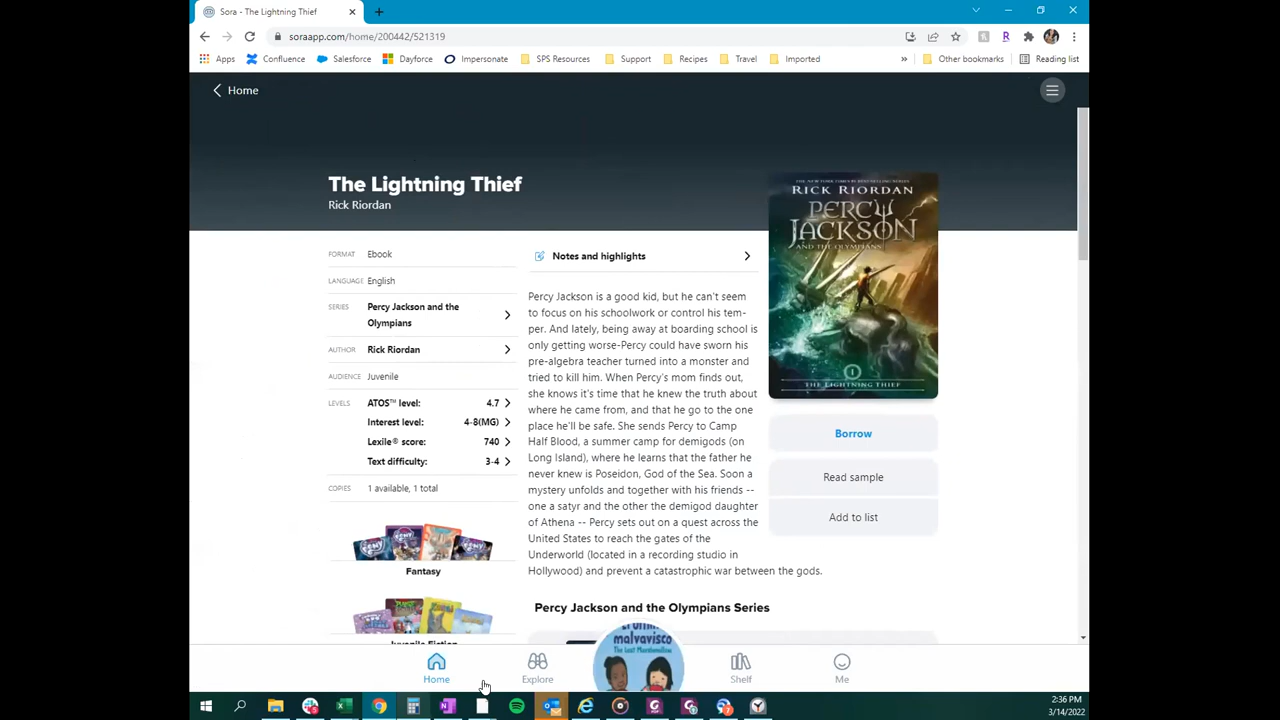 Sora - The Lightning Thief
soraapp.com/home/200442/521319
Apps Confluence Salesforce Dayforce Impersonate SPS Resources Support Recipes Travel Imported » Other bookmarks Reading list
Home
The Lightning Thief
Rick Riordan
FORMAT Ebook
LANGUAGE English
SERIES Percy Jackson and the
Olympians
AUTHOR Rick Riordan
AUDIENCE Juvenile
LEVELS ATOS™ level: 4.7
Interest level: 4-8(MG)
Lexile® score: 740
Text difficulty: 3-4
COPIES 1 available, 1 total
Fantasy
Juvenile Fiction
Notes and highlights
Percy Jackson is a good kid, but he can't seem
to focus on his schoolwork or control his tem-
per. And lately, being away at boarding school is
only getting worse-Percy could have sworn his
pre-algebra teacher turned into a monster and
tried to kill him. When Percy's mom finds out,
she knows it's time that he knew the truth about
where he came from, and that he go to the one
place he'll be safe. She sends Percy to Camp
Half Blood, a summer camp for demigods (on
Long Island), where he learns that the father he
never knew is Poseidon, God of the Sea. Soon a
mystery unfolds and together with his friends --
one a satyr and the other the demigod daughter
of Athena -- Percy sets out on a quest across the
United States to reach the gates of the
Underworld (located in a recording studio in
Hollywood) and prevent a catastrophic war between the gods.
Percy Jackson and the Olympians Series
RICK RIORDAN
PERCY
JACKSON
AND THE OLYMPIANS
1
THE LIGHTNING THIEF
Borrow
Read sample
Add to list
malvavisco
The Last Marshmallow
Home Explore Shelf Me
2:36 PM
3/14/2022